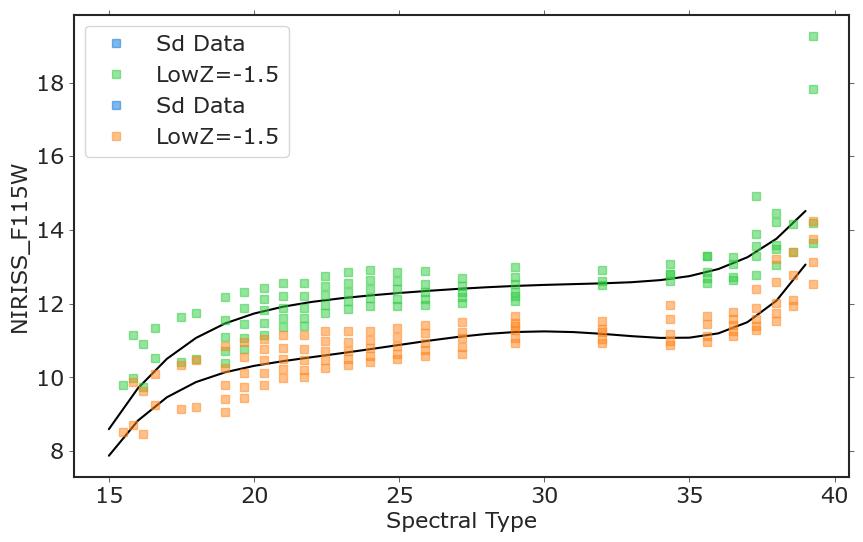 Sd Data
LowZ=-1.5
Sd Data
LowZ=-1.5
NIRISS_F115W
18
16
14
12
10
8
15 20 25 30 35 40
Spectral Type